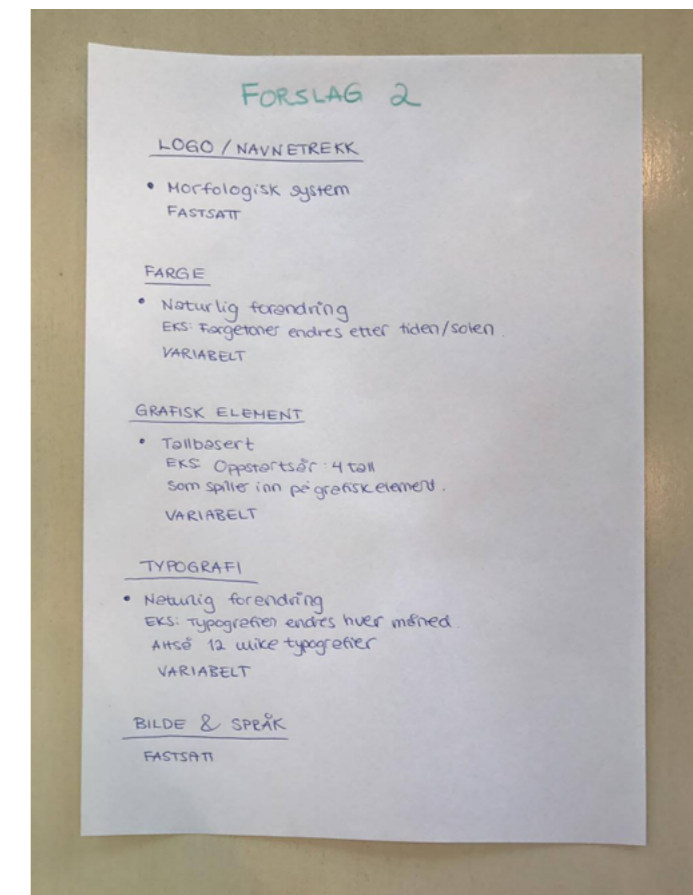 FORSLAG 2
LOGO / NAVNETREKK
• Morfologisk system
FASTSATT
FARGE
• Naturlig forandring
EKS: Fargetoner endres etter tiden/solen.
VARIABELT
GRAFISK ELEMENT
• Tallbasert
EKS: Oppstartsår : 4 tall
som spiller inn på grafisk element.
VARIABELT
TYPOGRAFI
• Naturlig forandring
EKS: Typografien endres hver måned.
Altså 12 ulike typografier
VARIABELT
BILDE & SPRÅK
FASTSATT